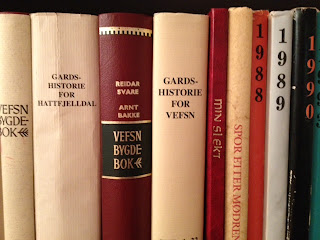 VEFSN
BYGDE-
BOK
GARDS-
HISTORIE
FOR
HATTFJELLDAL
REIDAR
SVARE
ARNT
BAKKE
VEFSN
BYGDE-
BOK
GARDS-
HISTORIE
FOR
VEFSN
MIN SLEKT
SPOR ETTER MØDRE
1988
1989
1990